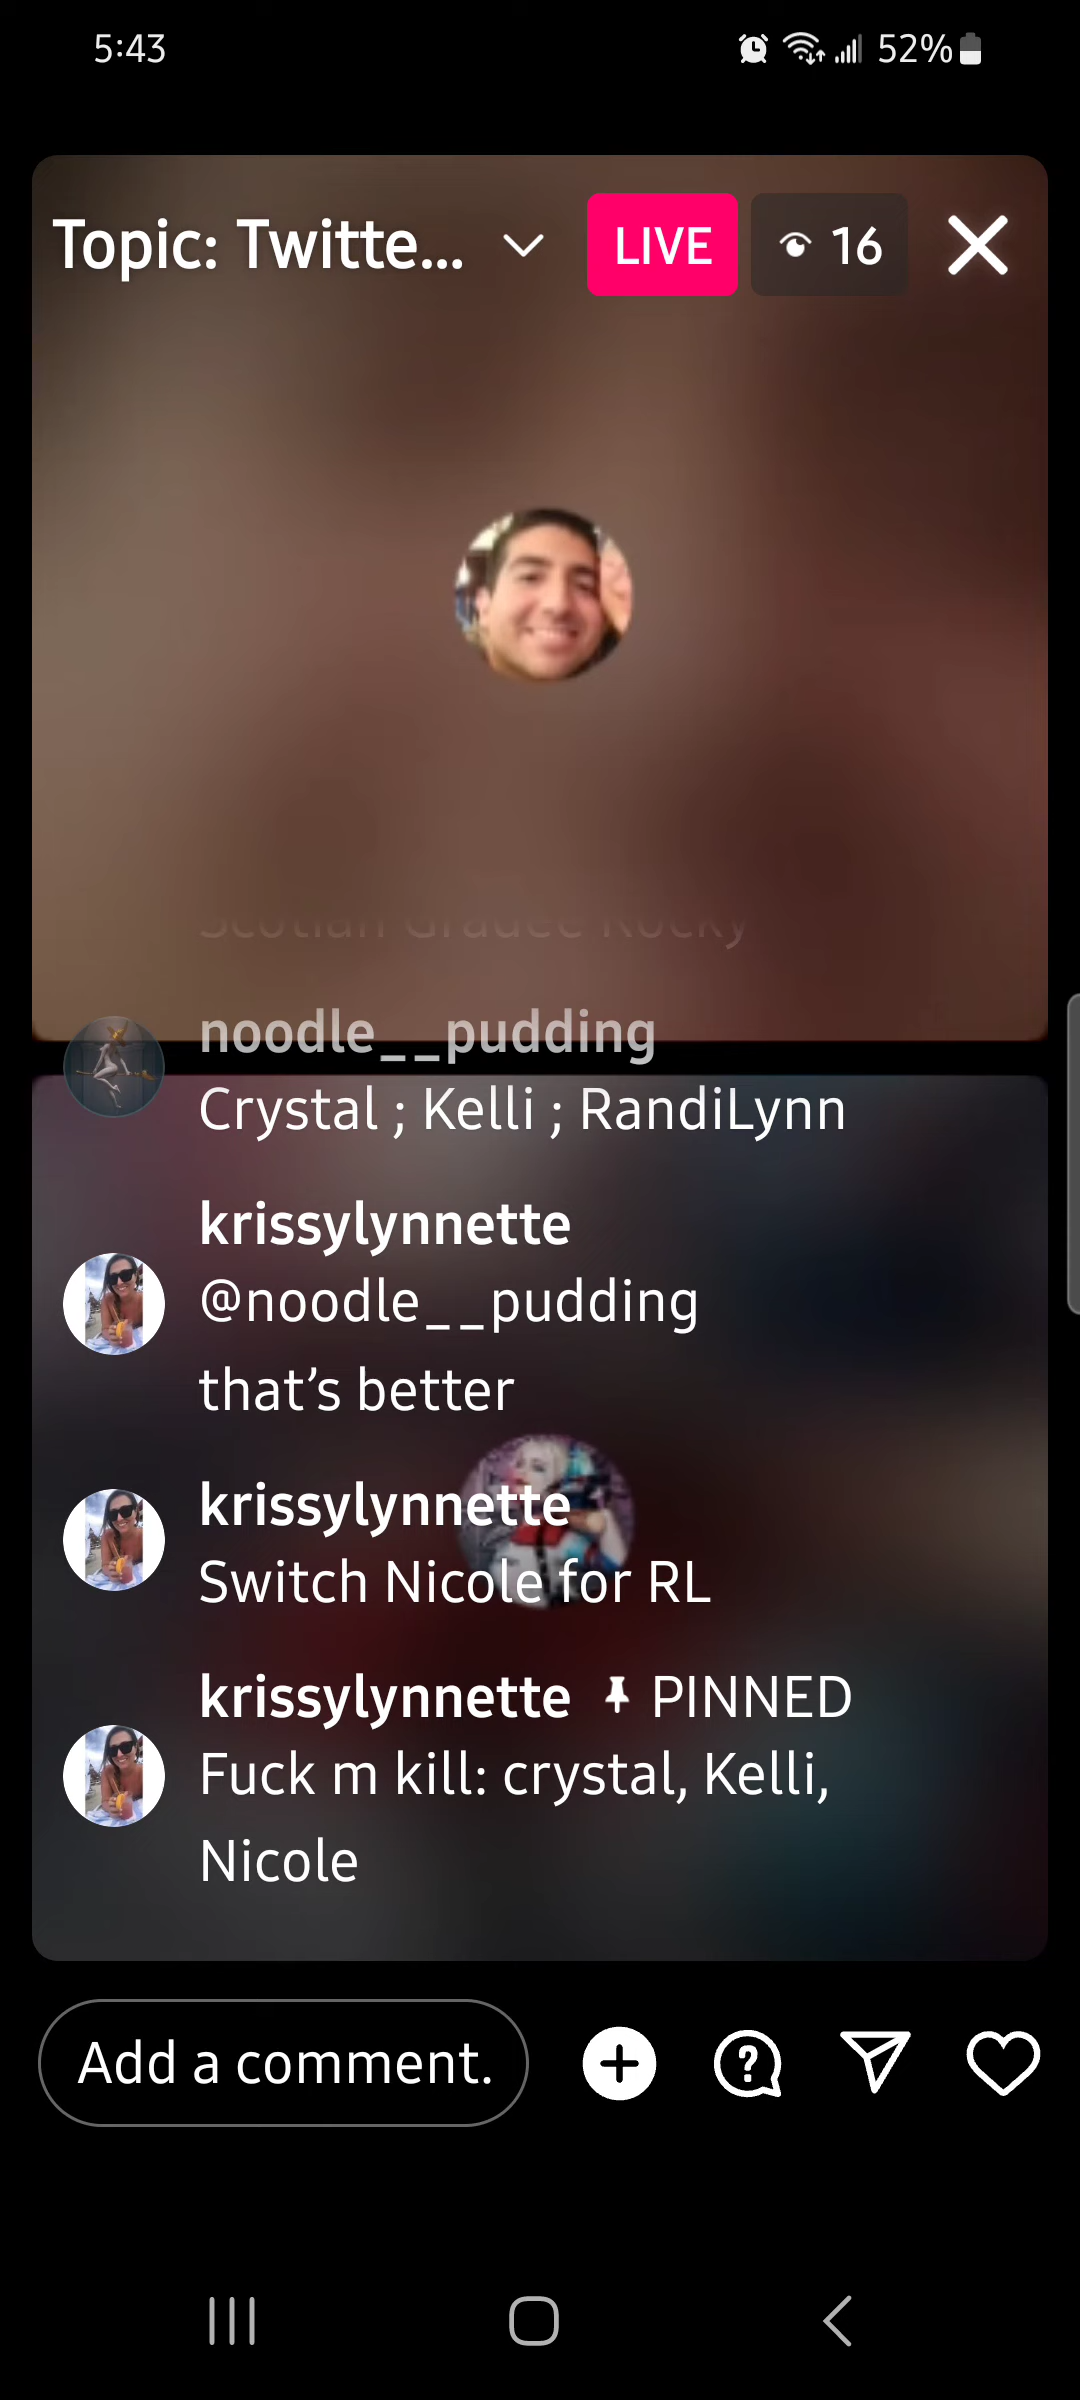 5:43
52%
Topic: Twitte...
LIVE
16
noodle__pudding
Crystal ; Kelli ; RandiLynn
krissylynnette
@noodle__pudding
that’s better
krissylynnette
Switch Nicole for RL
krissylynnette PINNED
Fuck m kill: crystal, Kelli,
Nicole
Add a comment.